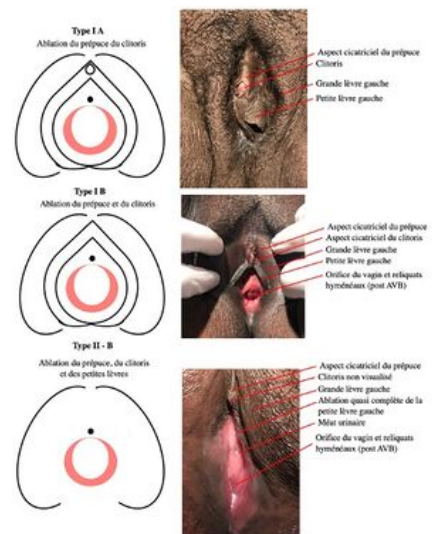 Type I A
Ablation du prépuce du clitoris
Aspect cicatriciel du prépuce
Clitoris
Grande lèvre gauche
Petite lèvre gauche
Type I B
Ablation du prépuce et du clitoris
Aspect cicatriciel du prépuce
Aspect cicatriciel du clitoris
Grande lèvre gauche
Petite lèvre gauche
Orifice du vagin et reliquats
hyménéaux (post AVB)
Type II - B
Ablation du prépuce, du clitoris
et des petites lèvres
Aspect cicatriciel du prépuce
Clitoris non visualisé
Grande lèvre gauche
Ablation quasi complète de la
petite lèvre gauche
Méat urinaire
Orifice du vagin et reliquats
hyménéaux (post AVB)